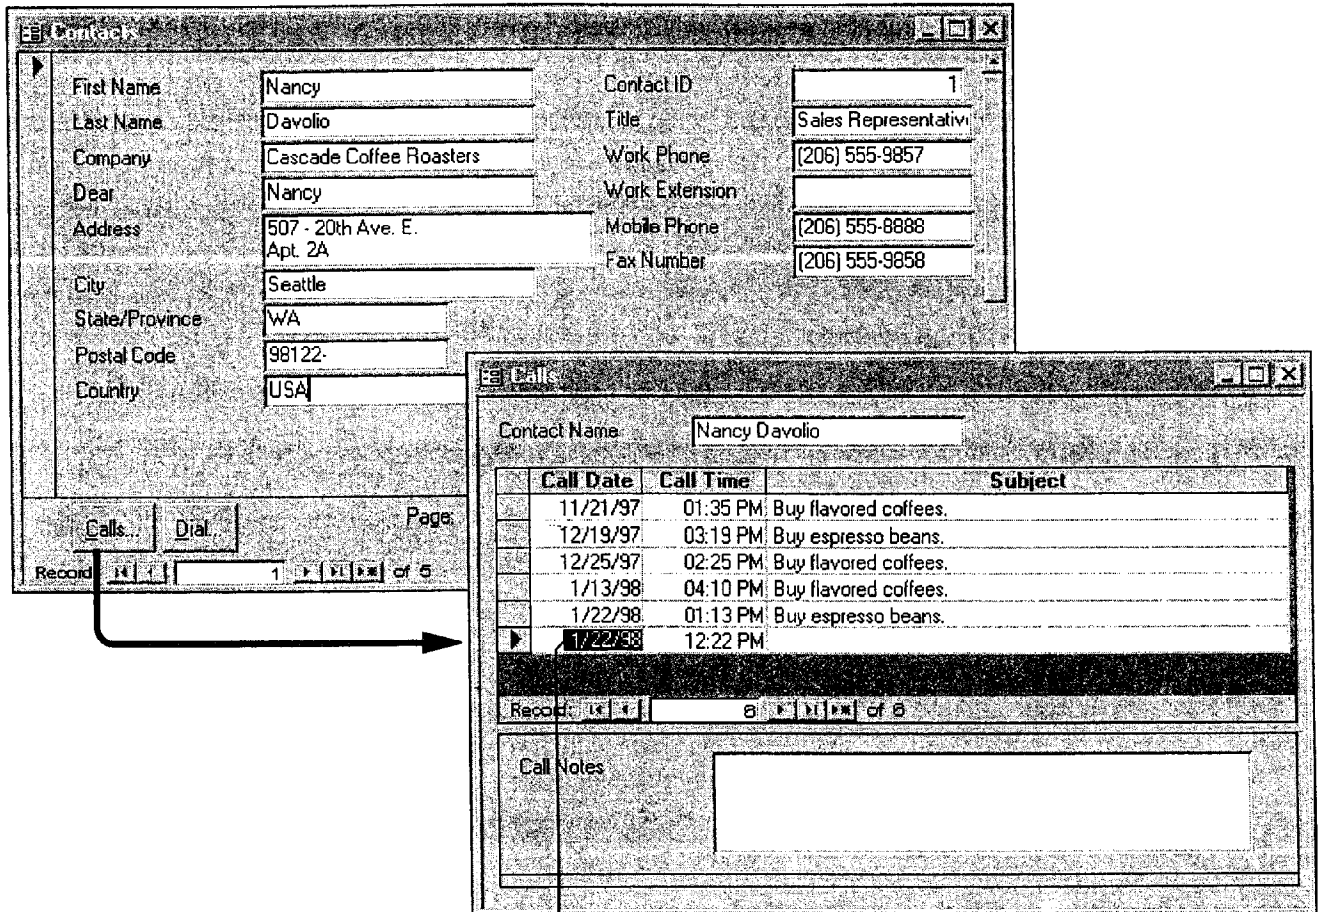 Contacts
First Name Nancy
Last Name Davolio
Company Cascade Coffee Roasters
Dear Nancy
Address 507 - 20th Ave. E.
Apt. 2A
City Seattle
State/Province WA
Postal Code 98122-
Country USA
Contact ID 1
Title Sales Representativ
Work Phone (206) 555-9857
Work Extension
Mobile Phone (206) 555-8888
Fax Number (206) 555-9858
Calls... Dial... Page:
Record: 1 of 5
Calls
Contact Name Nancy Davolio
Call Date Call Time Subject
11/21/97 01:35 PM Buy flavored coffees.
12/19/97 03:19 PM Buy espresso beans.
12/25/97 02:25 PM Buy flavored coffees.
1/13/98 04:10 PM Buy flavored coffees.
1/22/98 01:13 PM Buy espresso beans.
1/22/98 12:22 PM
Record: 6 of 6
Call Notes